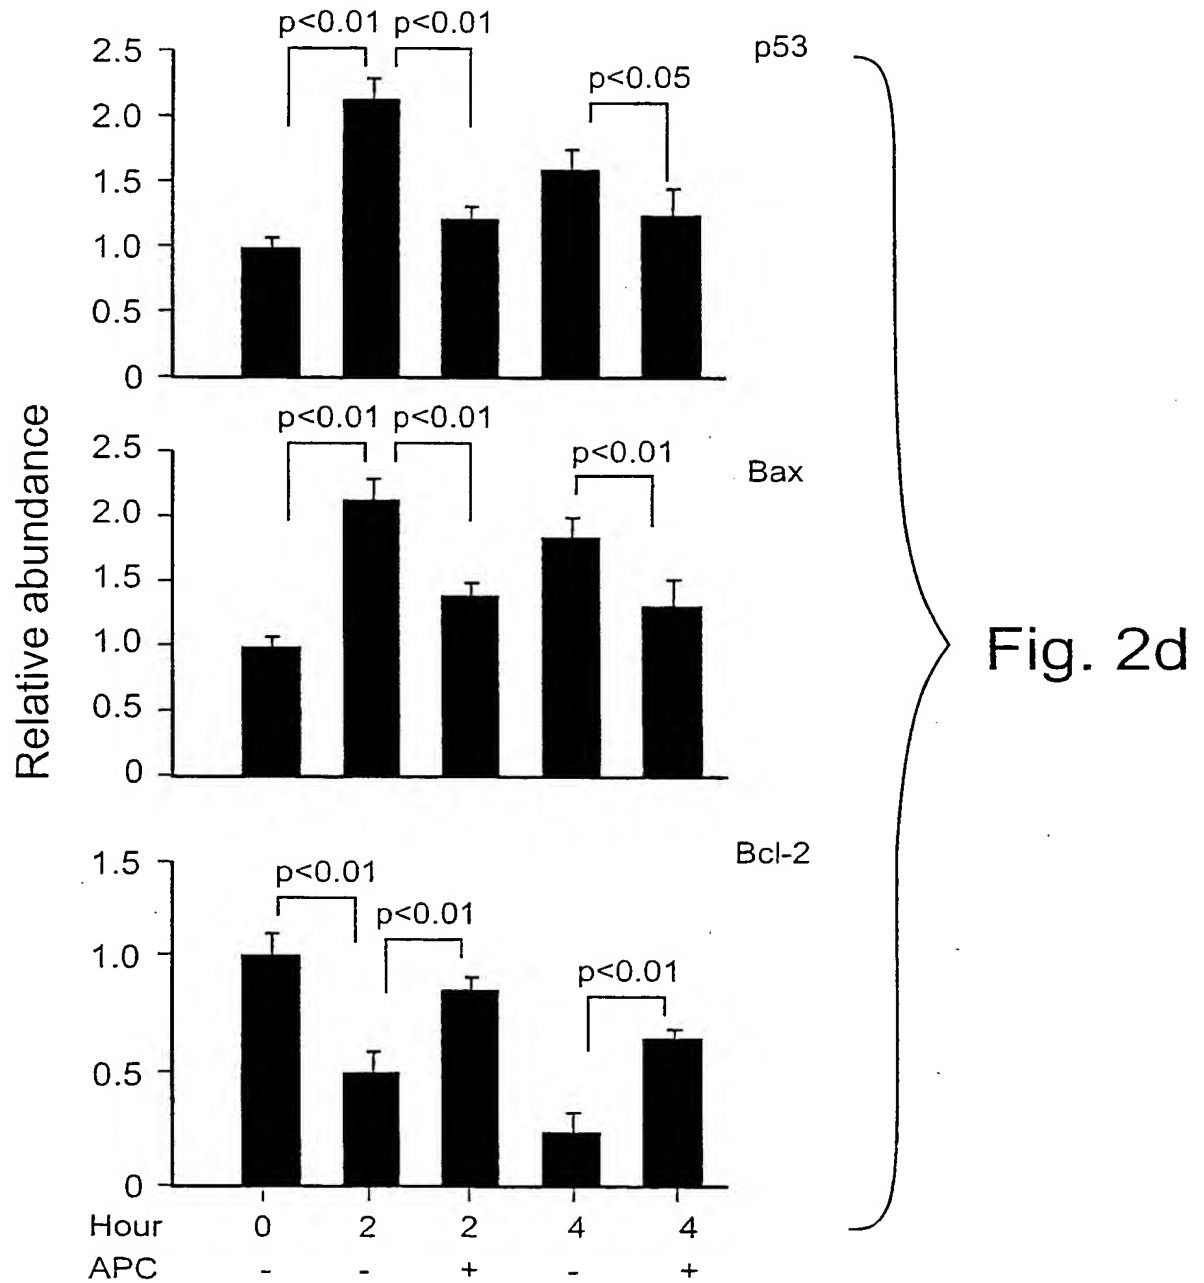 p<0.01 p<0.01
p53
2.5
p<0.05
2.0
1.5
1.0
0.5
0
Relative abundance
p<0.01 p<0.01
2.5
p<0.01
Bax
2.0
1.5
1.0
0.5
0
Fig. 2d
Bcl-2
1.5
p<0.01
p<0.01
1.0
p<0.01
0.5
0
Hour 0 2 2 4 4
APC - - + - +